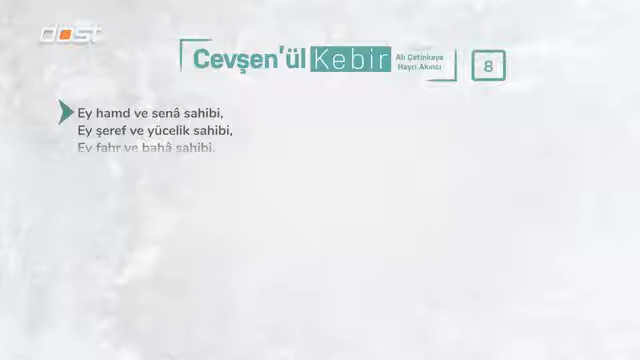 dost
Cevşen'ül Kebir
Ali Çetinkaya
Hayri Akıncı
8
Ey hamd ve senâ sahibi,
Ey şeref ve yücelik sahibi,
Ey fahr ve bahâ sahibi,